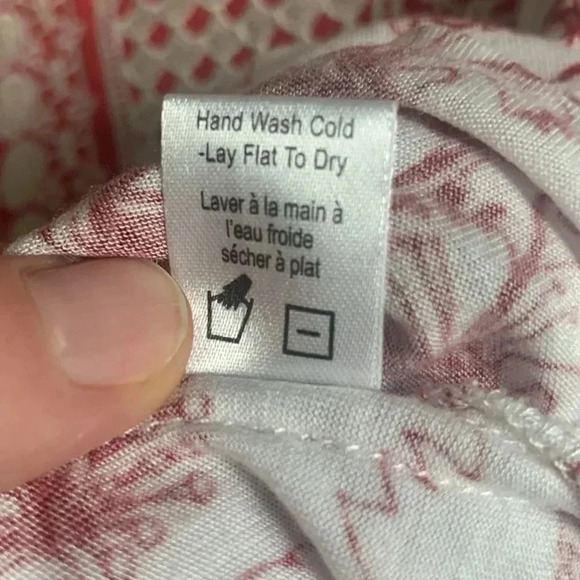 Hand Wash Cold
-Lay Flat To Dry
Laver à la main à
l'eau froide
sécher à plat